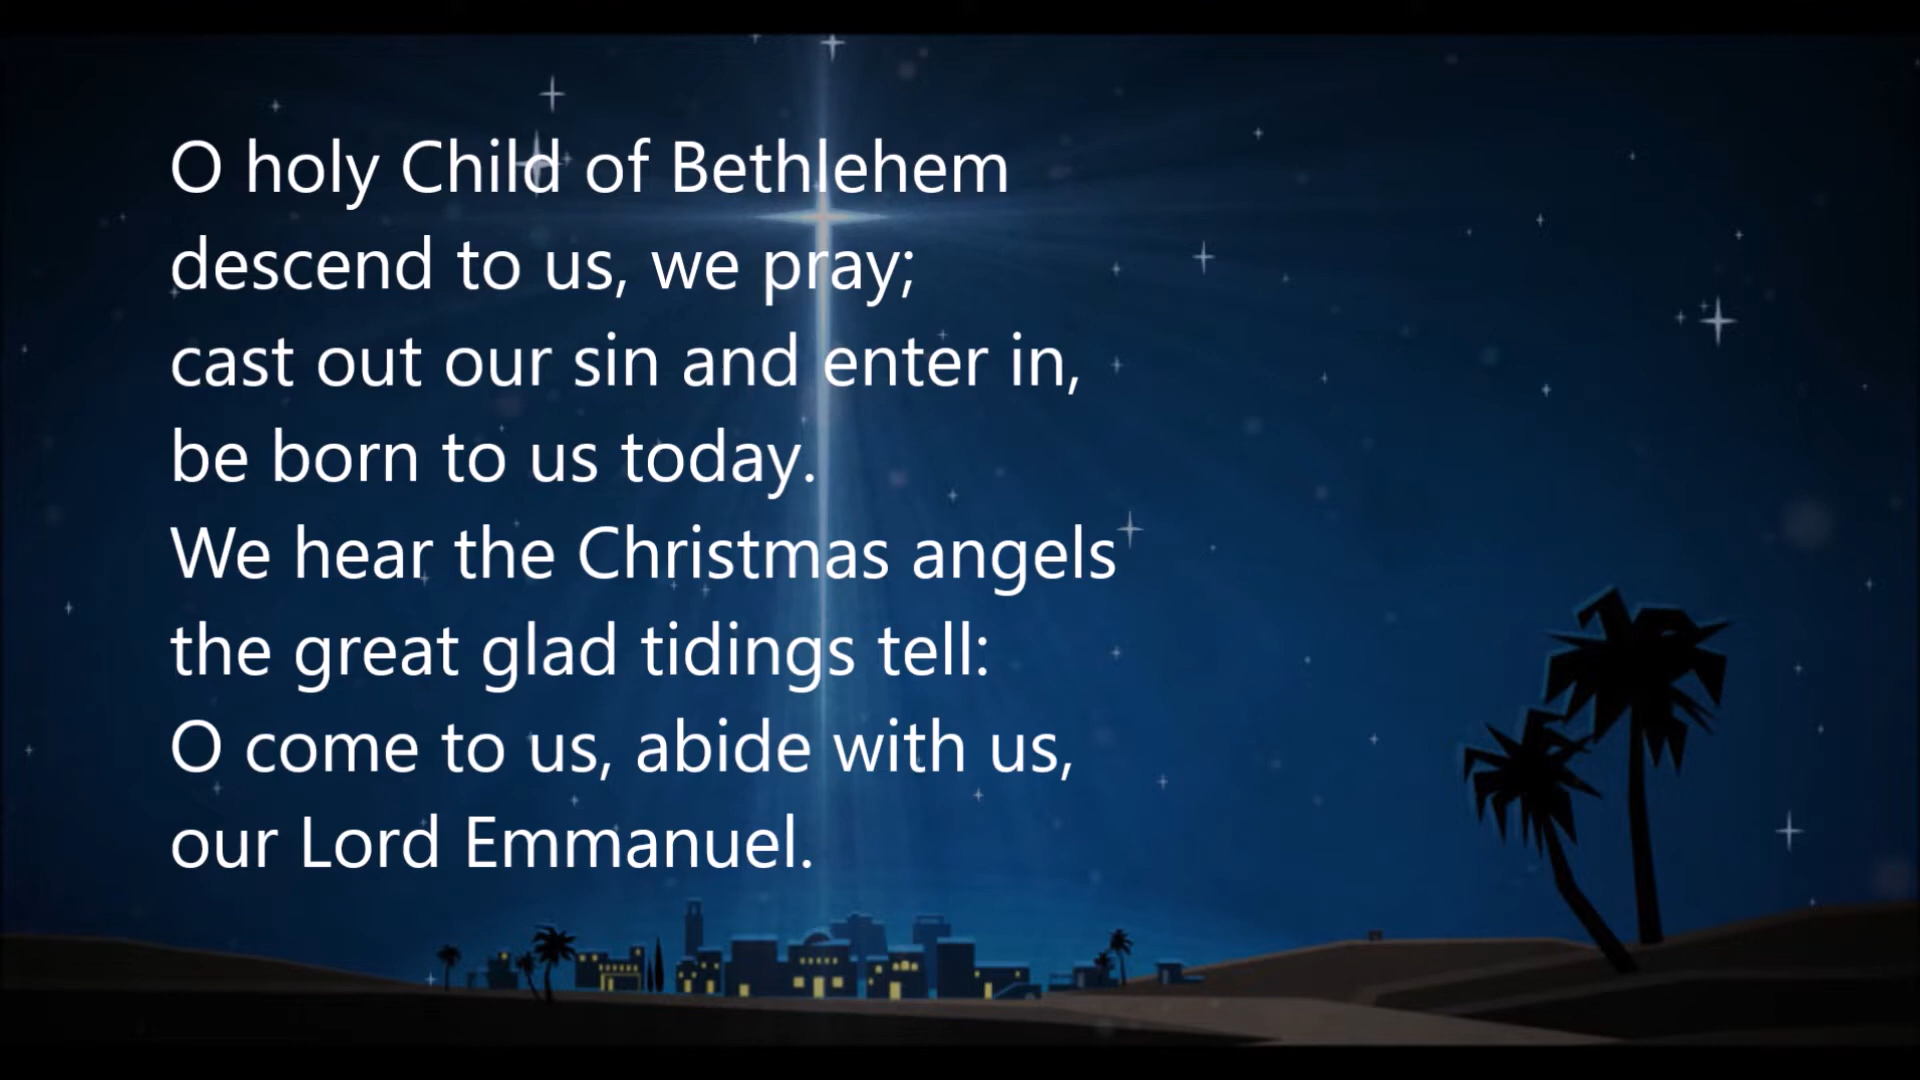 O holy Child of Bethlehem
descend to us, we pray;
cast out our sin and enter in,
be born to us today.
We hear the Christmas angels
the great glad tidings tell:
O come to us, abide with us,
our Lord Emmanuel.